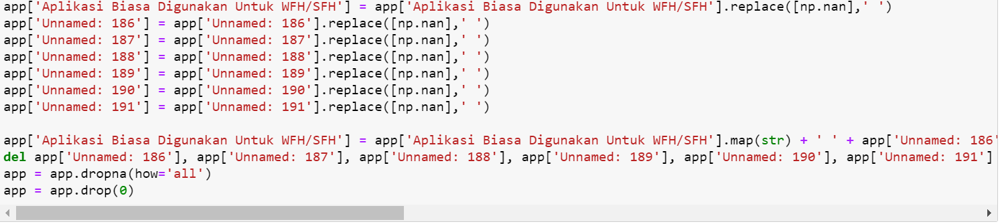 app['Aplikasi Biasa Digunakan Untuk WFH/SFH'] = app['Aplikasi Biasa Digunakan Untuk WFH/SFH'].replace([np.nan],' ')
app['Unnamed: 186'] = app['Unnamed: 186'].replace([np.nan],' ')
app['Unnamed: 187'] = app['Unnamed: 187'].replace([np.nan],' ')
app['Unnamed: 188'] = app['Unnamed: 188'].replace([np.nan],' ')
app['Unnamed: 189'] = app['Unnamed: 189'].replace([np.nan],' ')
app['Unnamed: 190'] = app['Unnamed: 190'].replace([np.nan],' ')
app['Unnamed: 191'] = app['Unnamed: 191'].replace([np.nan],' ')
app['Aplikasi Biasa Digunakan Untuk WFH/SFH'] = app['Aplikasi Biasa Digunakan Untuk WFH/SFH'].map(str) + ' ' + app['Unnamed: 186'
del app['Unnamed: 186'], app['Unnamed: 187'], app['Unnamed: 188'], app['Unnamed: 189'], app['Unnamed: 190'], app['Unnamed: 191']
app = app.dropna(how='all')
app = app.drop(0)